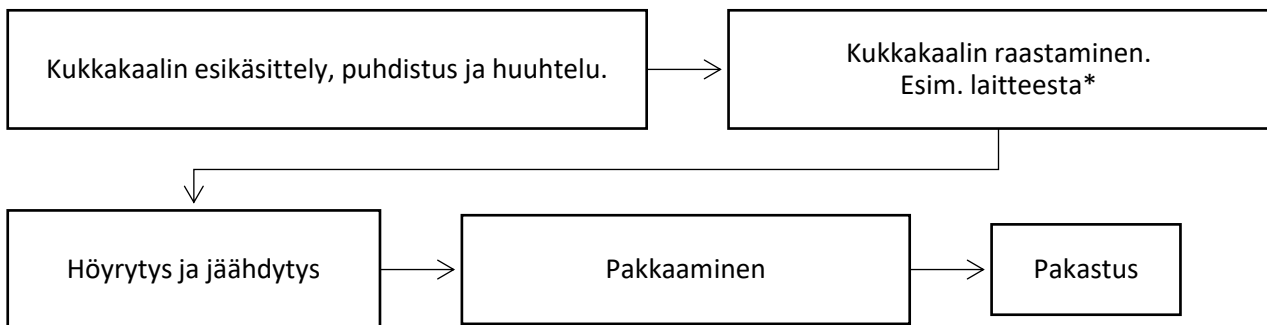 Kukkakaalin esikäsittely, puhdistus ja huuhtelu.
Kukkakaalin raastaminen.
Esim. laitteesta*
Höyrytys ja jäähdytys
Pakkaaminen
Pakastus